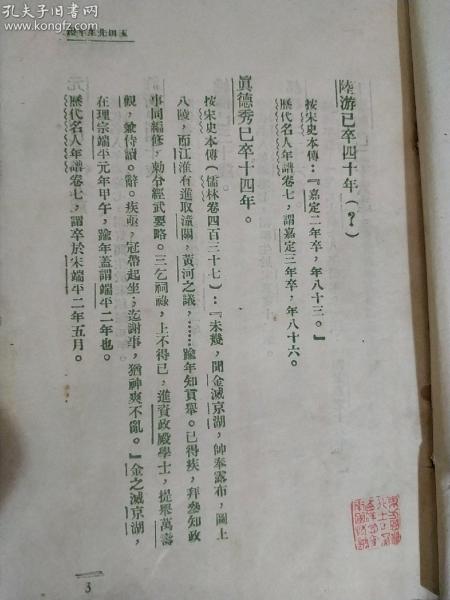 孔夫子旧书网
www.kongfz.com
陸游已卒四十年（？）
按宋史本傳：『嘉定二年卒，年八十三。』
歷代名人年譜卷七，謂嘉定三年卒，年八十六。
眞德秀已卒十四年。
按宋史本傳（儒林卷四百三十七）：『未幾，聞金滅京湖，帥奉露布，圖上
八陵，而江淮有進取潼關，黃河之議，……踰年知貢舉。已得疾，拜參知政
事同編修，勅令經武要略。三乞祠祿，上不得已，進資政殿學士，提舉萬壽
觀，兼侍讀。辭。疾亟，冠帶起坐；迄謝事，猶神爽不亂。』金之滅京湖，
在理宗端平元年甲午，踰年蓋謂端平二年也。
歷代名人年譜卷七，謂卒於宋端平二年五月。
3